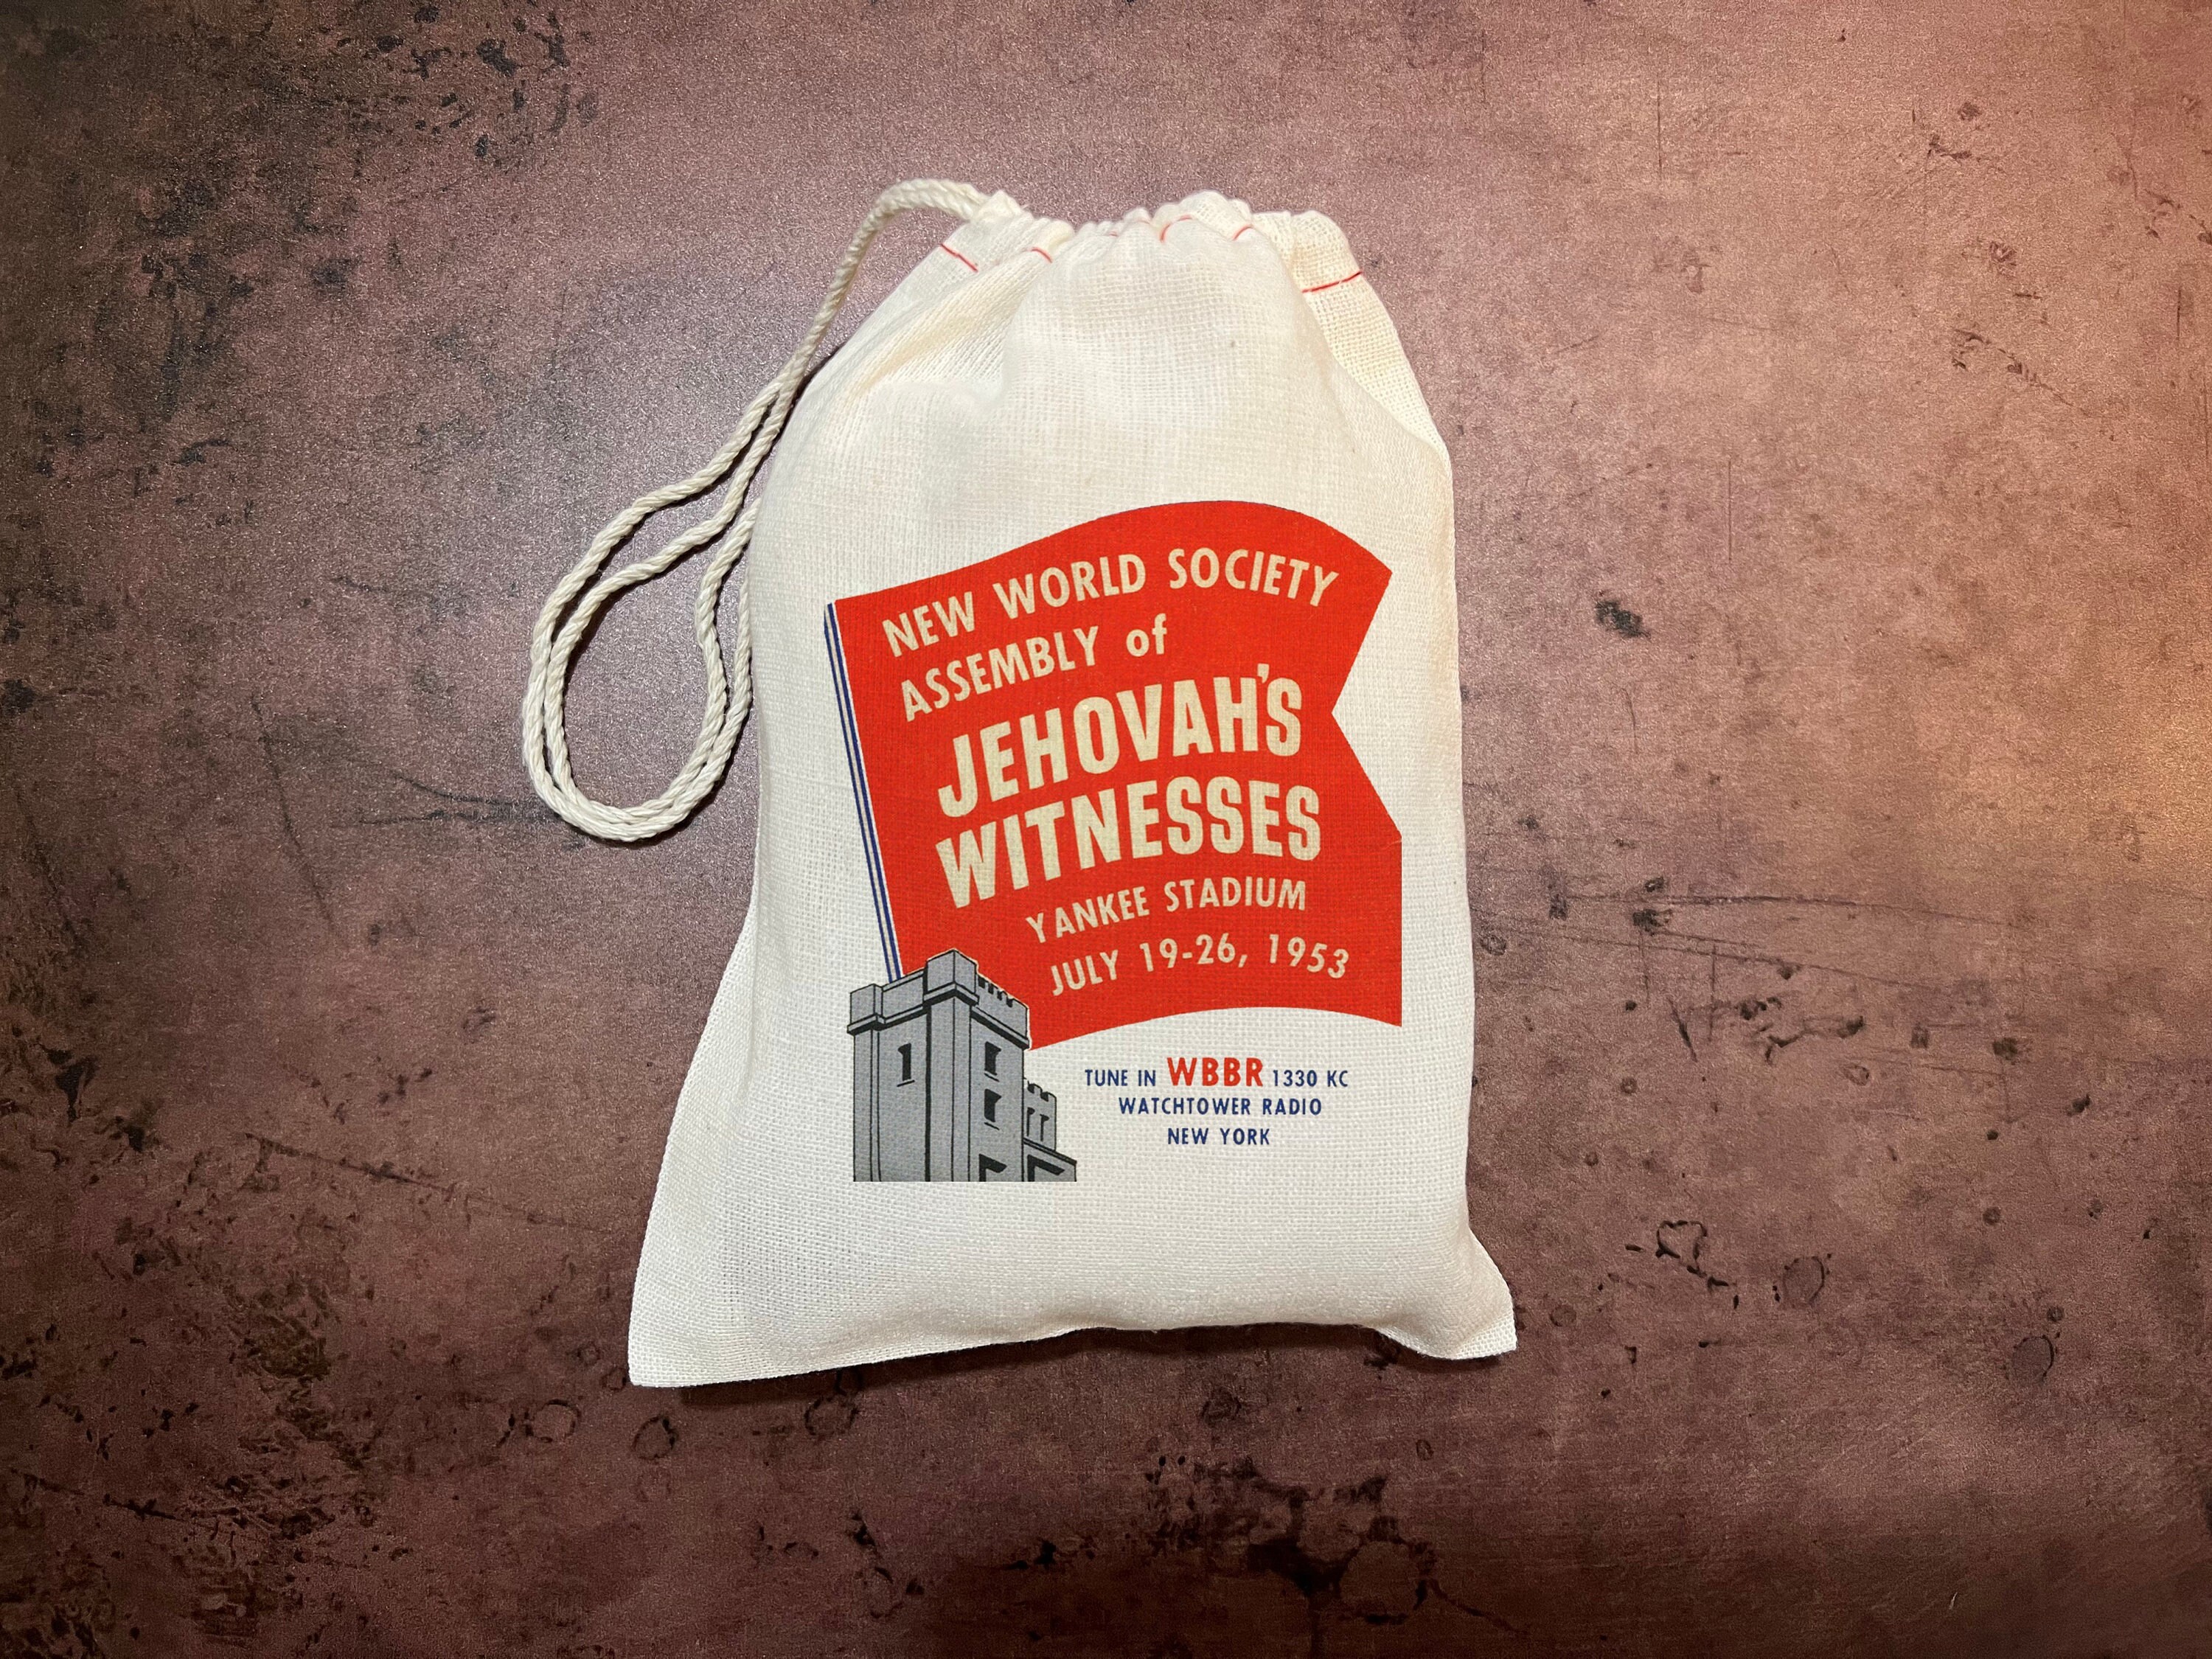 NEW WORLD SOCIETY
ASSEMBLY of
JEHOVAH'S
WITNESSES
YANKEE STADIUM
JULY 19-26, 1953
TUNE IN WBBR 1330 KC
WATCHTOWER RADIO
NEW YORK